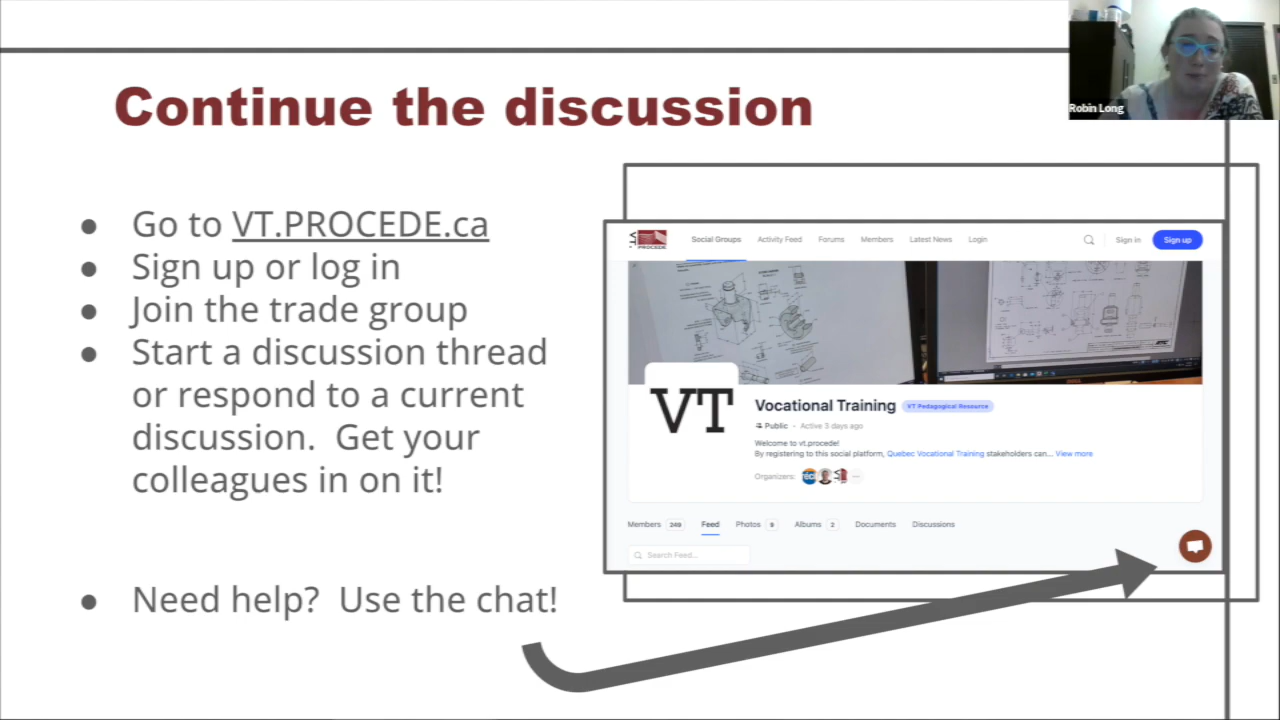 Robin Long
Continue the discussion
● Go to VT.PROCEDE.ca
● Sign up or log in
● Join the trade group
● Start a discussion thread
or respond to a current
discussion.  Get your
colleagues in on it!
● Need help?  Use the chat!
VT PROCEDE
Social Groups Activity Feed Forums Members Latest News Login Sign in Sign up
VT
Vocational Training VT Pedagogical Resource
Public • Active 3 days ago
Welcome to vt.procede!
By registering to this social platform, Quebec Vocational Training stakeholders can... View more
Organizers:
Members 249 Feed Photos 9 Albums 2 Documents Discussions
Search Feed...